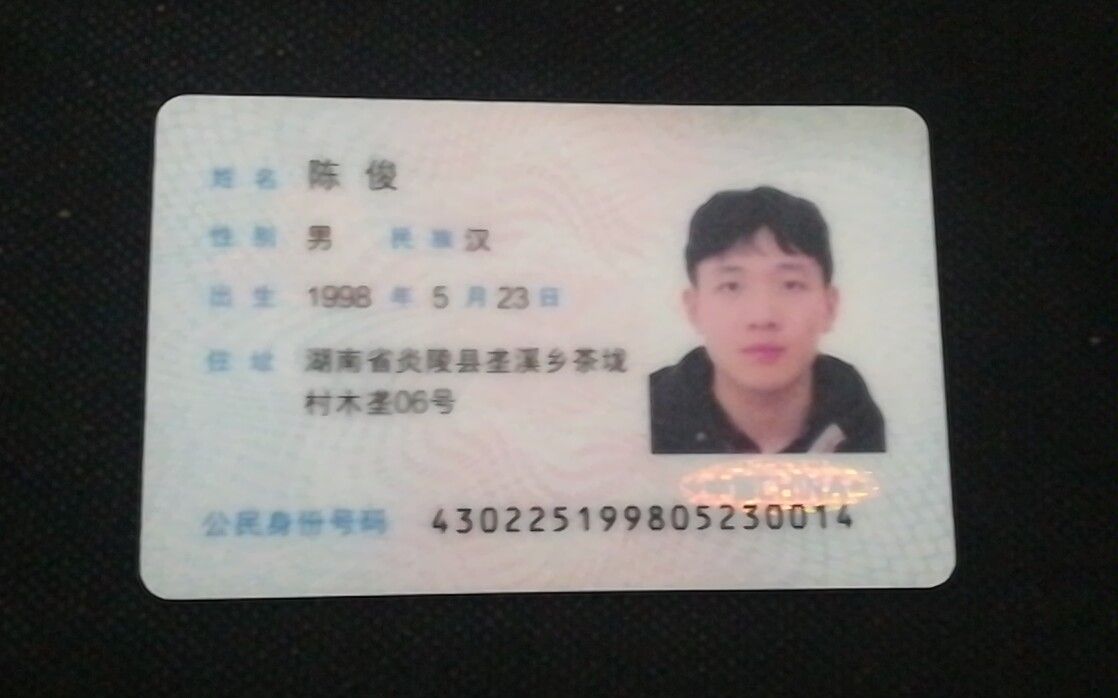 姓名 陈俊
性别 男 民族 汉
出生 1998 年 5 月 23 日
住址 湖南省炎陵县垄溪乡茶垅
村木垄06号
CHINA
公民身份号码 430225199805230014